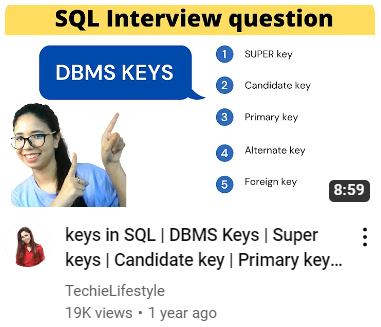 SQL Interview question
DBMS KEYS
1 SUPER key
2 Candidate key
3 Primary key
4 Alternate key
5 Foreign key
8:59
keys in SQL | DBMS Keys | Super
keys | Candidate key | Primary key...
TechieLifestyle
19K views • 1 year ago